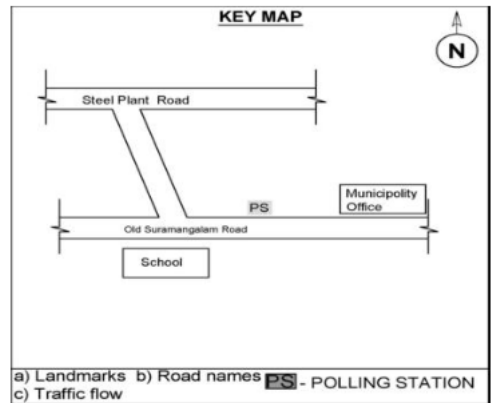 KEY MAP
N
Steel Plant Road
PS
Municipolity
Office
Old Suramangalam Road
School
a) Landmarks b) Road names PS - POLLING STATION
c) Traffic flow